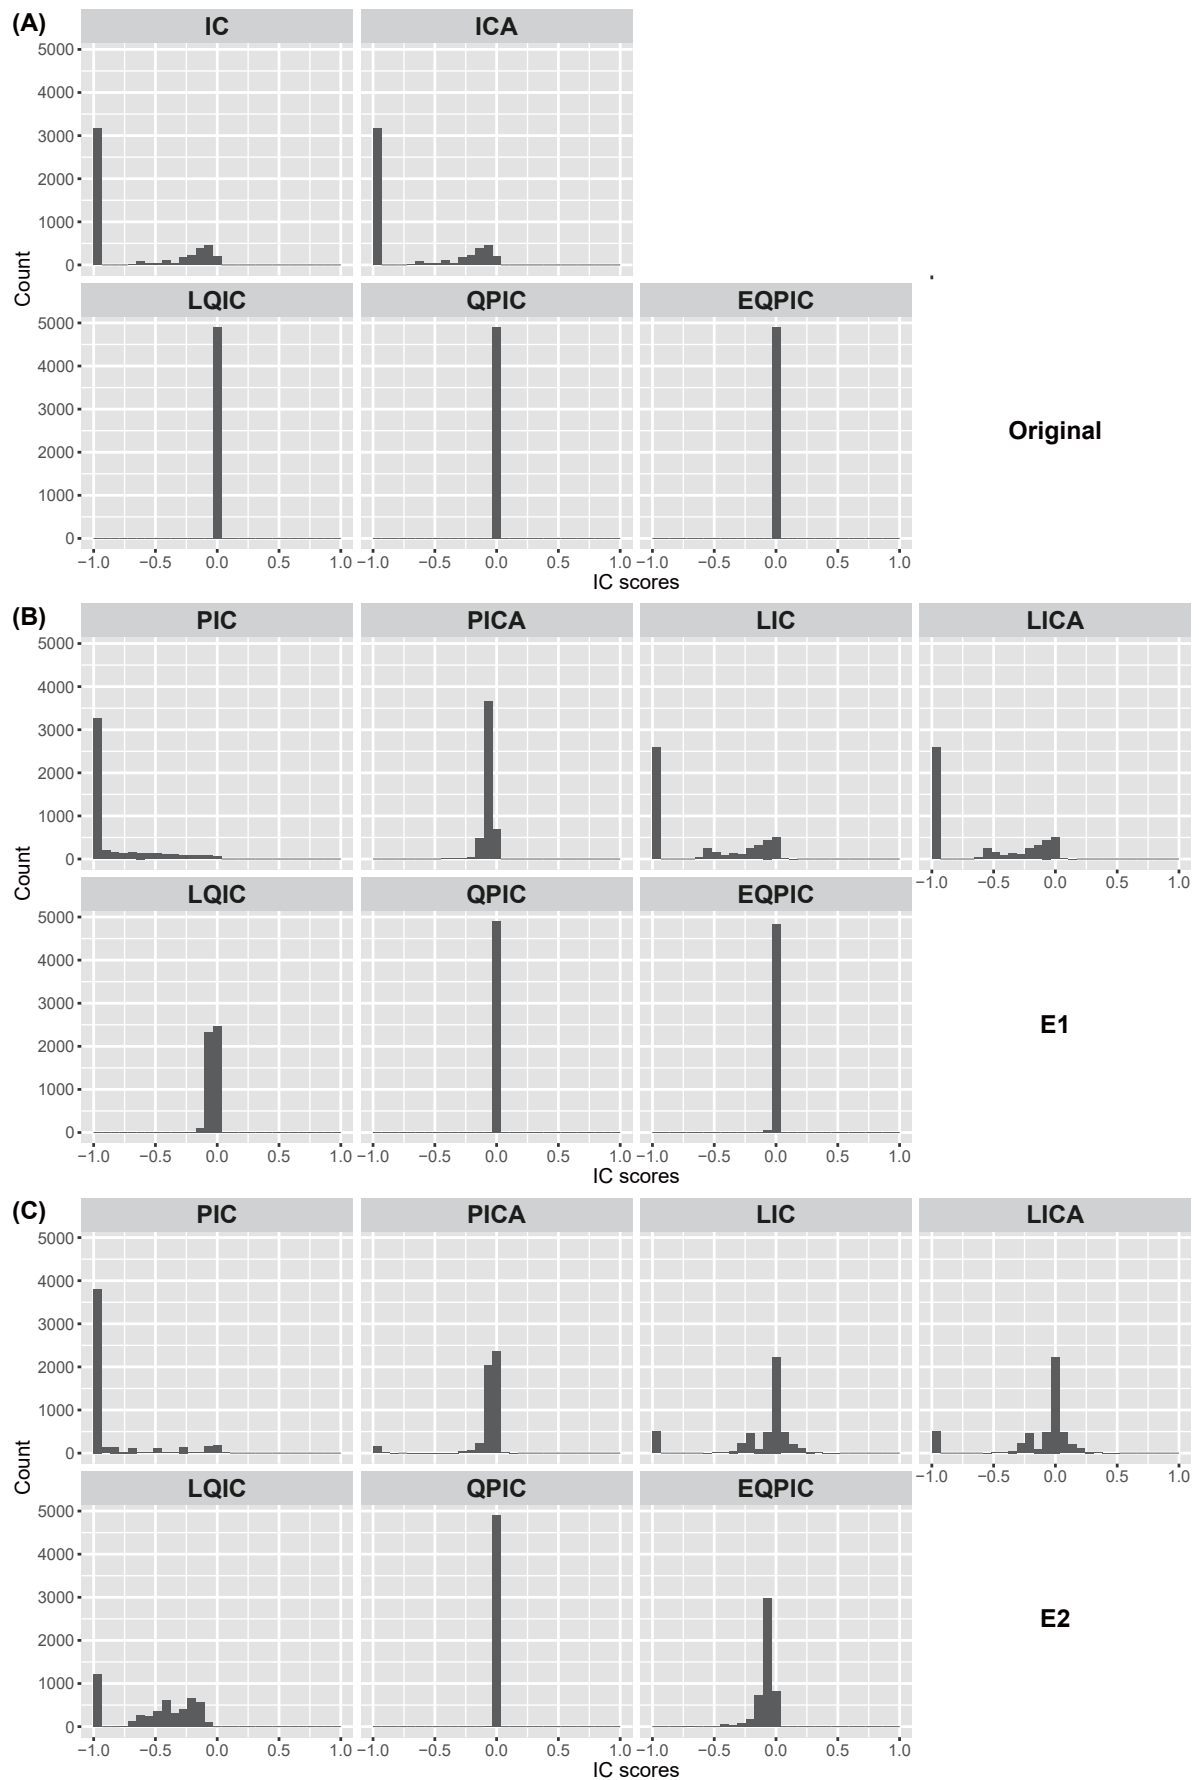 (A)
IC ICA
5000
4000
3000
2000
1000
0
Count
LQIC QPIC EQPIC
5000
4000
3000
2000
1000
0
Original
−1.0 −0.5 0.0 0.5 1.0 −1.0 −0.5 0.0 0.5 1.0 −1.0 −0.5 0.0 0.5 1.0
IC scores
(B)
PIC PICA LIC LICA
5000
4000
3000
2000
1000
0
Count
−1.0 −0.5 0.0 0.5 1.0
LQIC QPIC EQPIC
5000
4000
3000
2000
1000
0
E1
−1.0 −0.5 0.0 0.5 1.0 −1.0 −0.5 0.0 0.5 1.0 −1.0 −0.5 0.0 0.5 1.0
IC scores
(C)
PIC PICA LIC LICA
5000
4000
3000
2000
1000
0
Count
−1.0 −0.5 0.0 0.5 1.0
LQIC QPIC EQPIC
5000
4000
3000
2000
1000
0
E2
−1.0 −0.5 0.0 0.5 1.0 −1.0 −0.5 0.0 0.5 1.0 −1.0 −0.5 0.0 0.5 1.0
IC scores